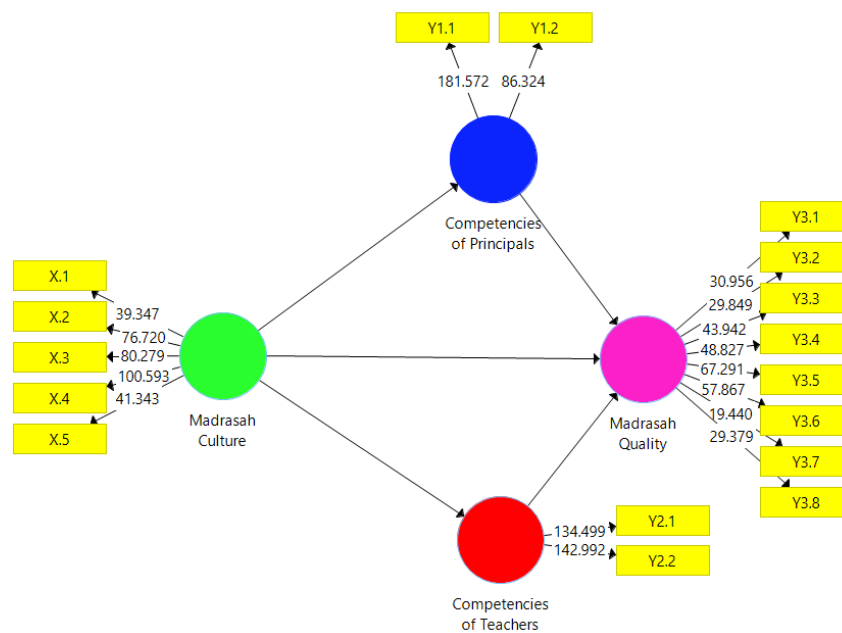 Y1.1
Y1.2
181.572
86.324
Competencies
of Principals
X.1
X.2
X.3
X.4
X.5
39.347
76.720
80.279
100.593
41.343
Madrasah
Culture
Y3.1
Y3.2
Y3.3
Y3.4
Y3.5
Y3.6
Y3.7
Y3.8
30.956
29.849
43.942
48.827
67.291
57.867
19.440
29.379
Madrasah
Quality
134.499
142.992
Y2.1
Y2.2
Competencies
of Teachers